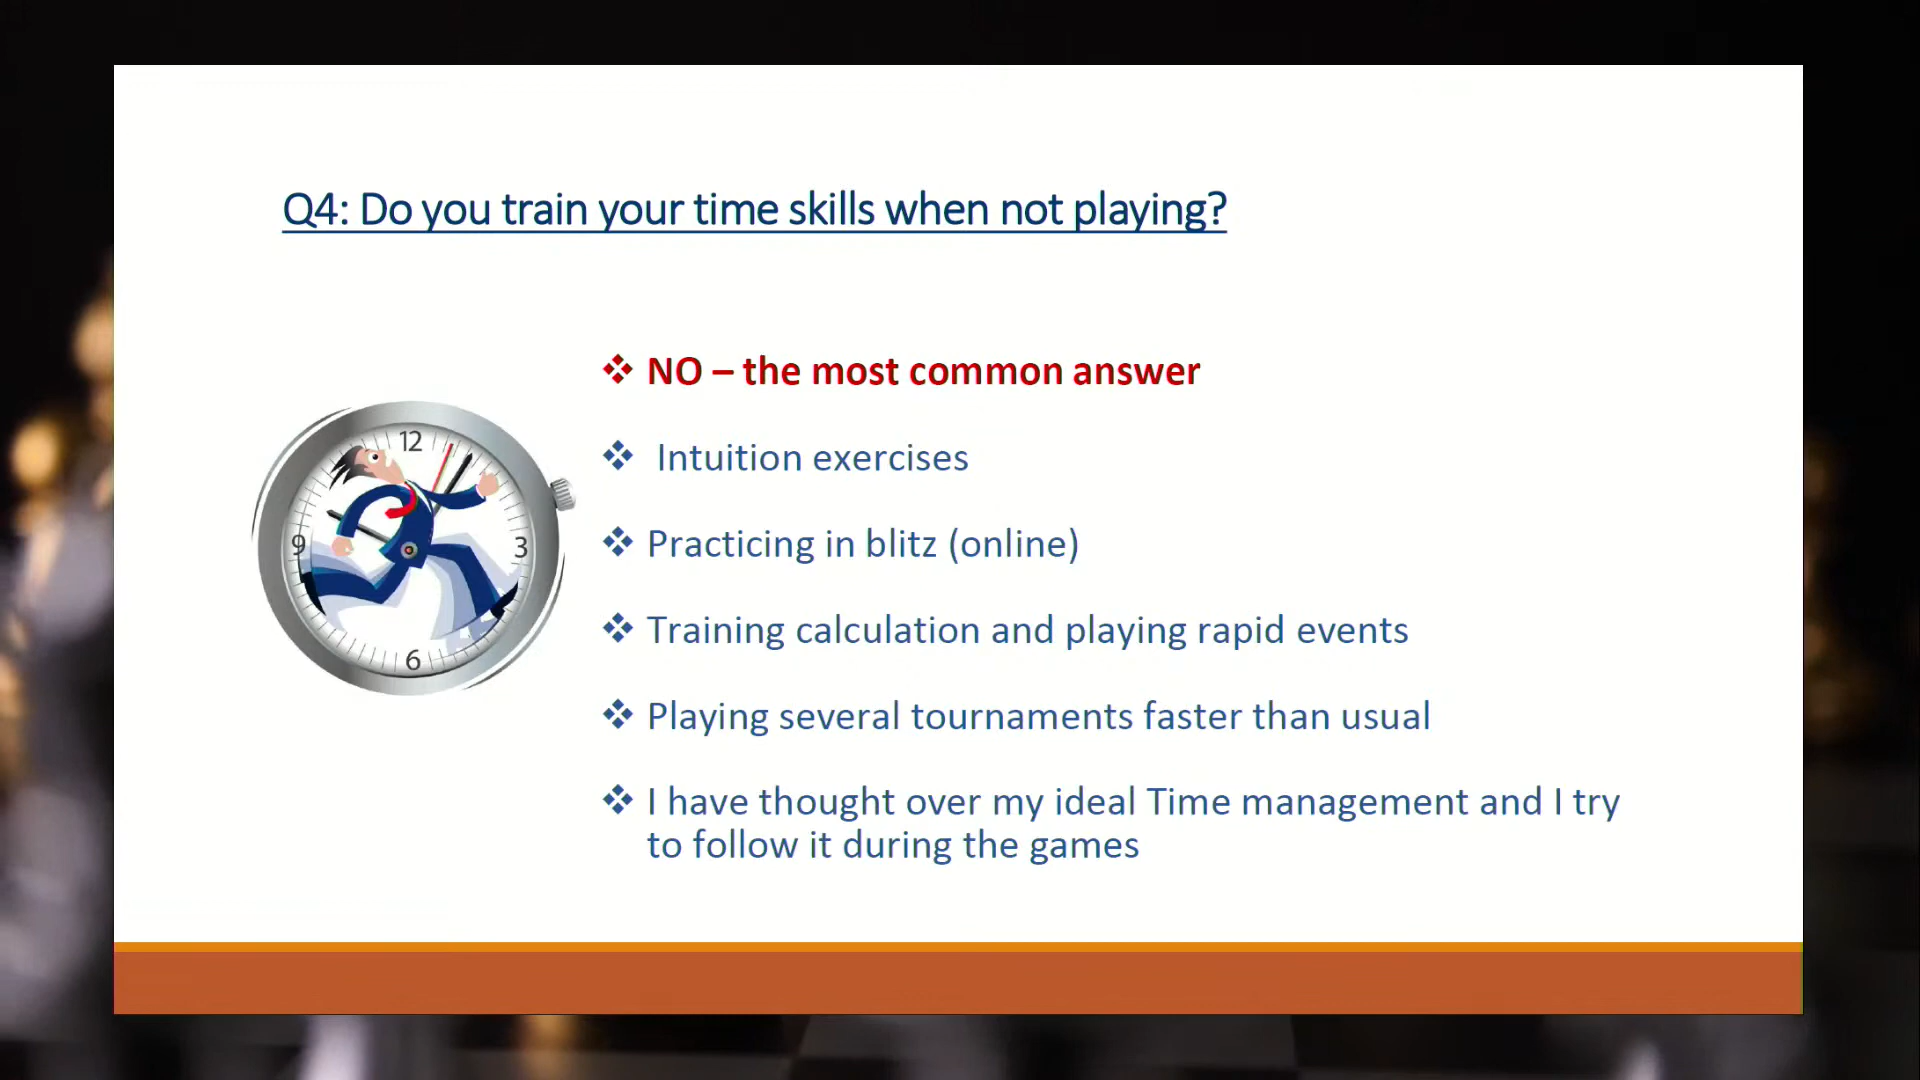 Q4: Do you train your time skills when not playing?
❖ NO – the most common answer
❖ Intuition exercises
❖ Practicing in blitz (online)
❖ Training calculation and playing rapid events
❖ Playing several tournaments faster than usual
❖ I have thought over my ideal Time management and I try
to follow it during the games
12
9
3
6